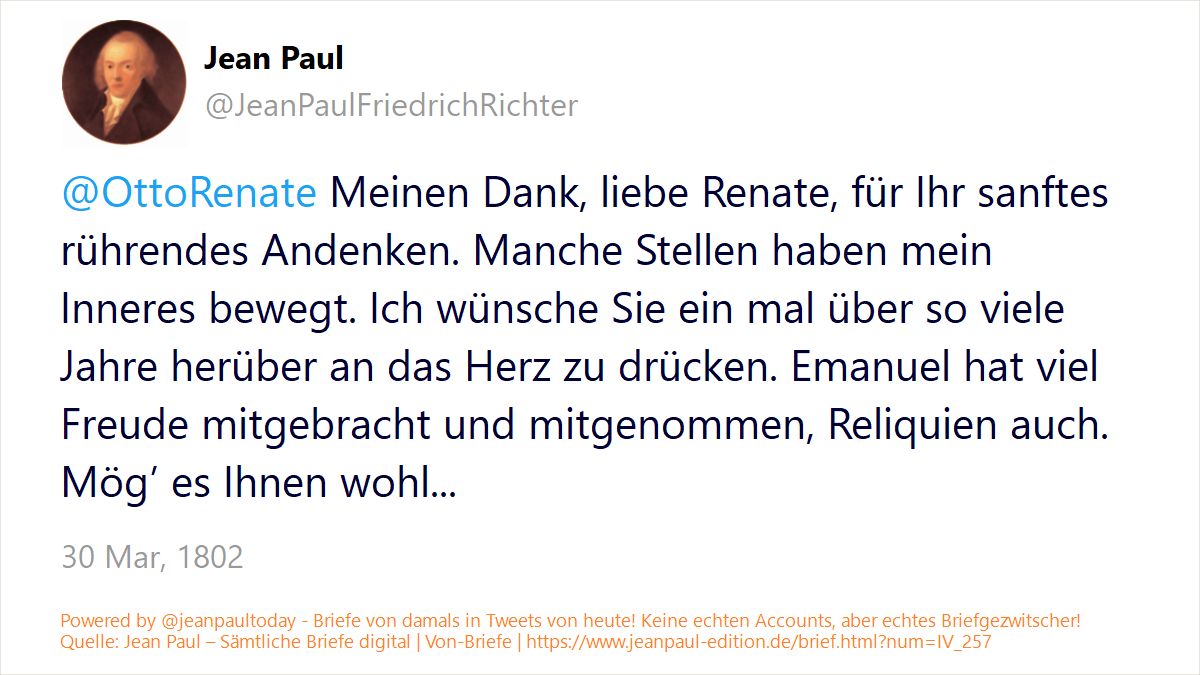 Jean Paul
@JeanPaulFriedrichRichter
@OttoRenate Meinen Dank, liebe Renate, für Ihr sanftes
rührendes Andenken. Manche Stellen haben mein
Inneres bewegt. Ich wünsche Sie ein mal über so viele
Jahre herüber an das Herz zu drücken. Emanuel hat viel
Freude mitgebracht und mitgenommen, Reliquien auch.
Mög’ es Ihnen wohl...
30 Mar, 1802
Powered by @jeanpaultoday - Briefe von damals in Tweets von heute! Keine echten Accounts, aber echtes Briefgezwitscher!
Quelle: Jean Paul – Sämtliche Briefe digital | Von-Briefe | https://www.jeanpaul-edition.de/brief.html?num=IV_257